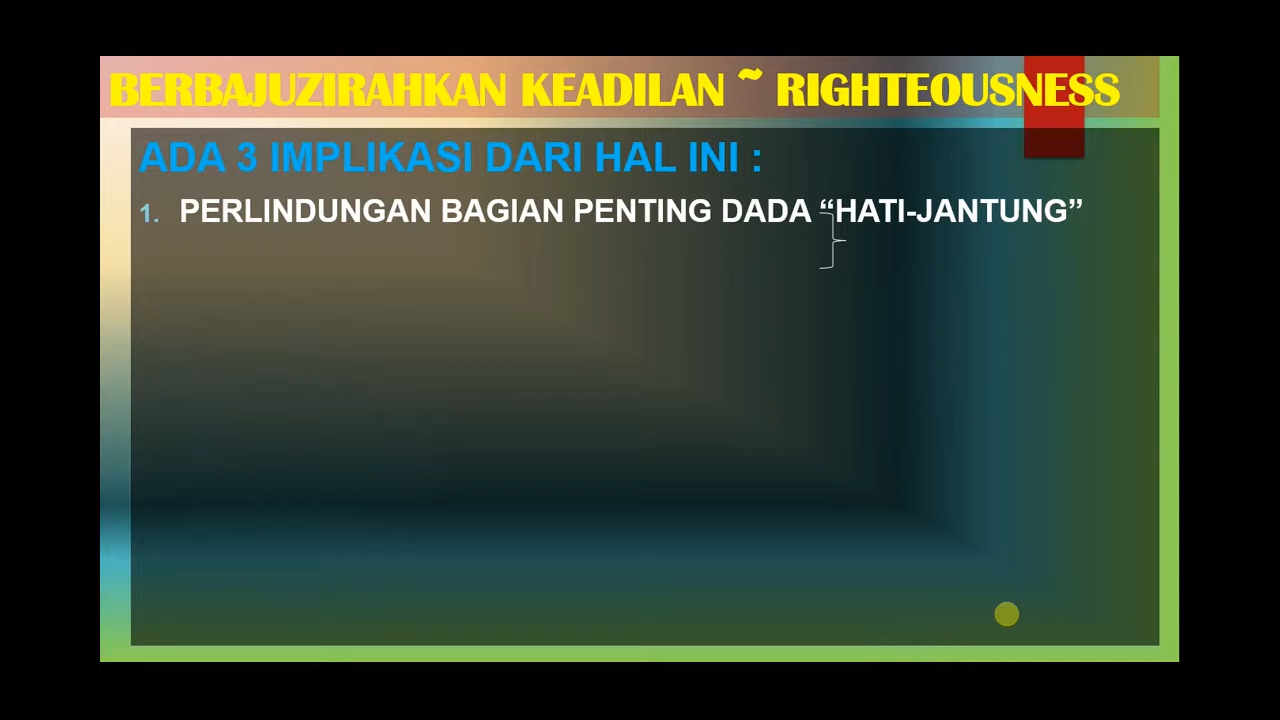 BERBAJUZIRAHKAN KEADILAN ~ RIGHTEOUSNESS
ADA 3 IMPLIKASI DARI HAL INI :
1. PERLINDUNGAN BAGIAN PENTING DADA “HATI-JANTUNG”